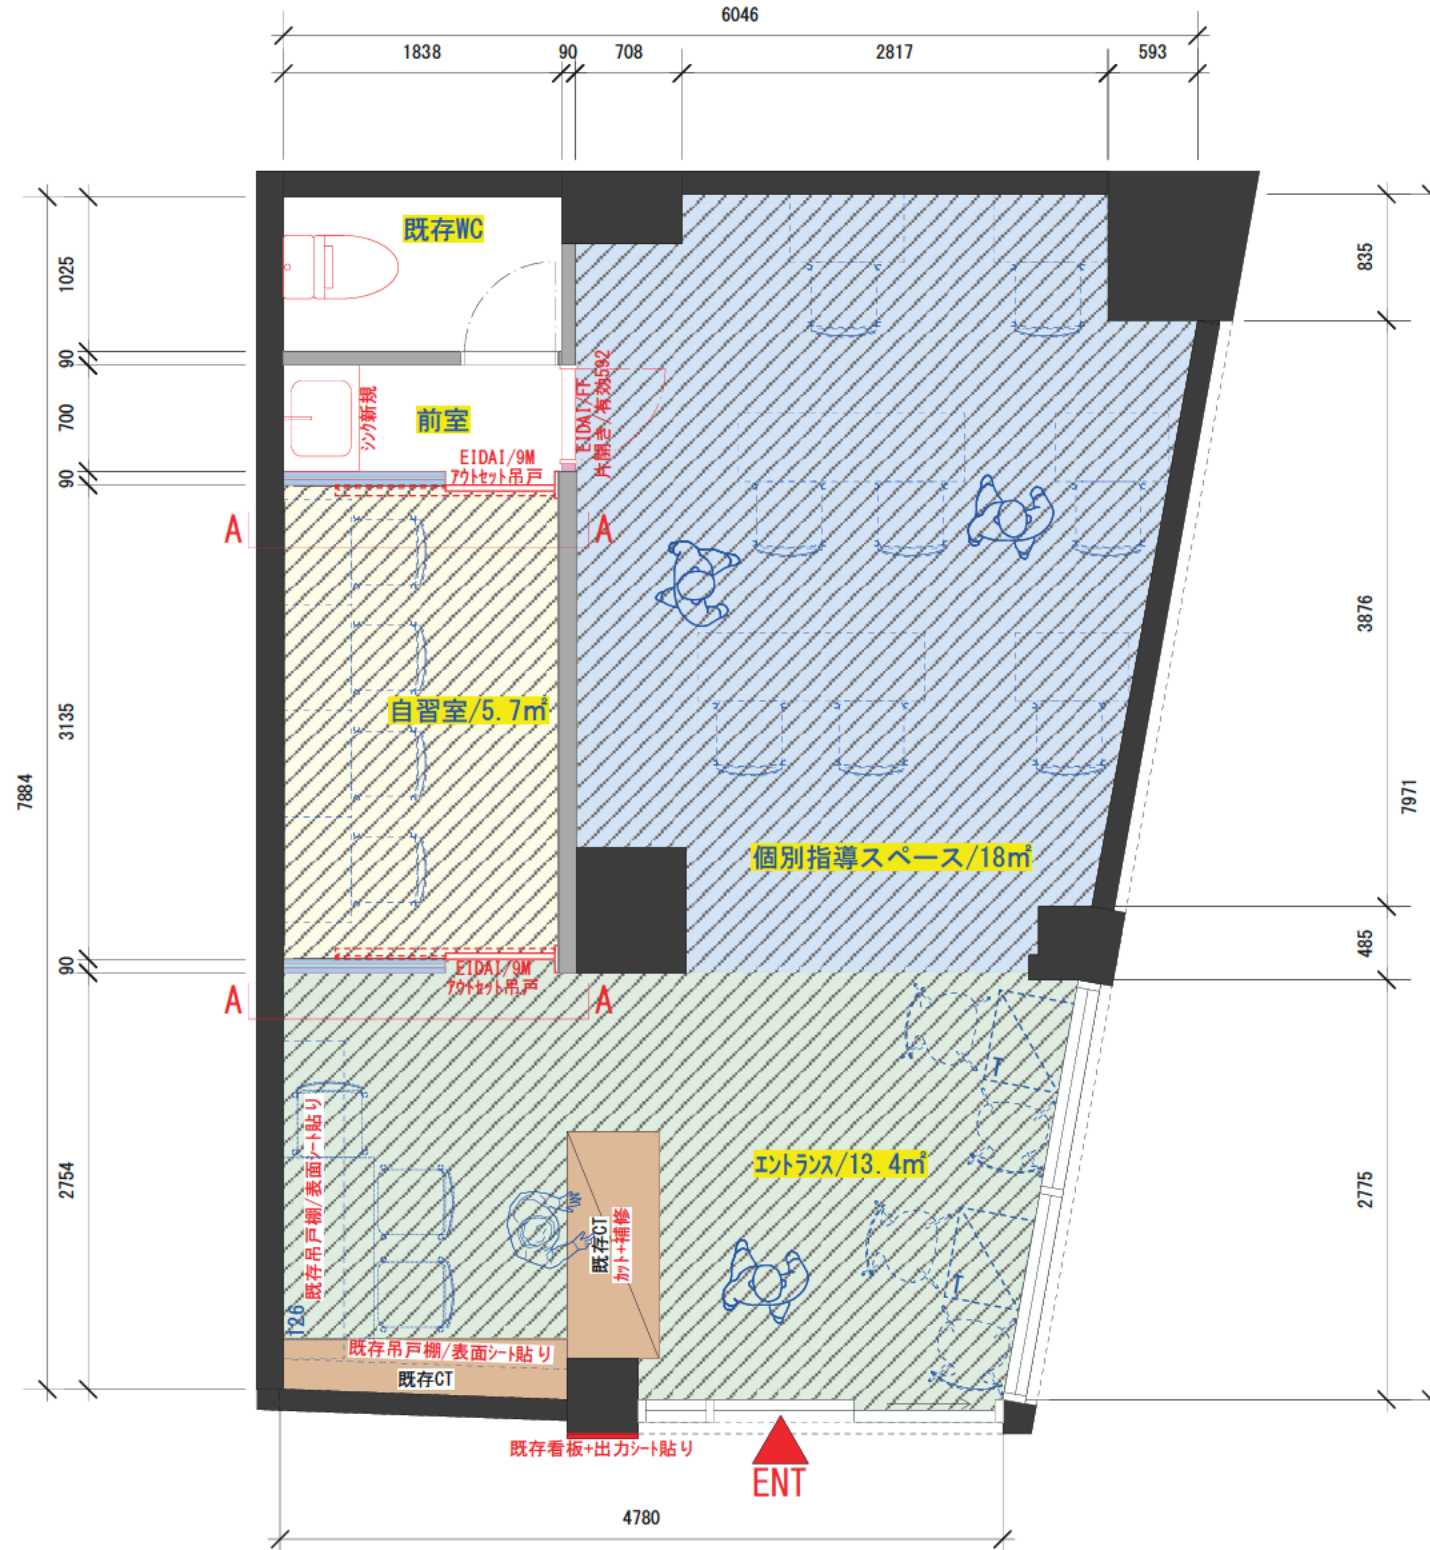 6046
1838
90
708
2817
593
既存WC
1025
835
90
EIDAI/FF
片開き/有効592
700
シンク新規
前室
EIDAI/9M
アウトセット吊戸
90
A
A
3876
自習室/5.7㎡
3135
7884
7971
個別指導スペース/18㎡
485
90
EIDAI/9M
アウトセット吊戸
A
A
T
既存吊戸棚/表面シート貼り
エントランス/13.4㎡
2754
2775
既存CT
カット+補修
T
126
既存吊戸棚/表面シート貼り
既存CT
既存看板+出力シート貼り
ENT
4780